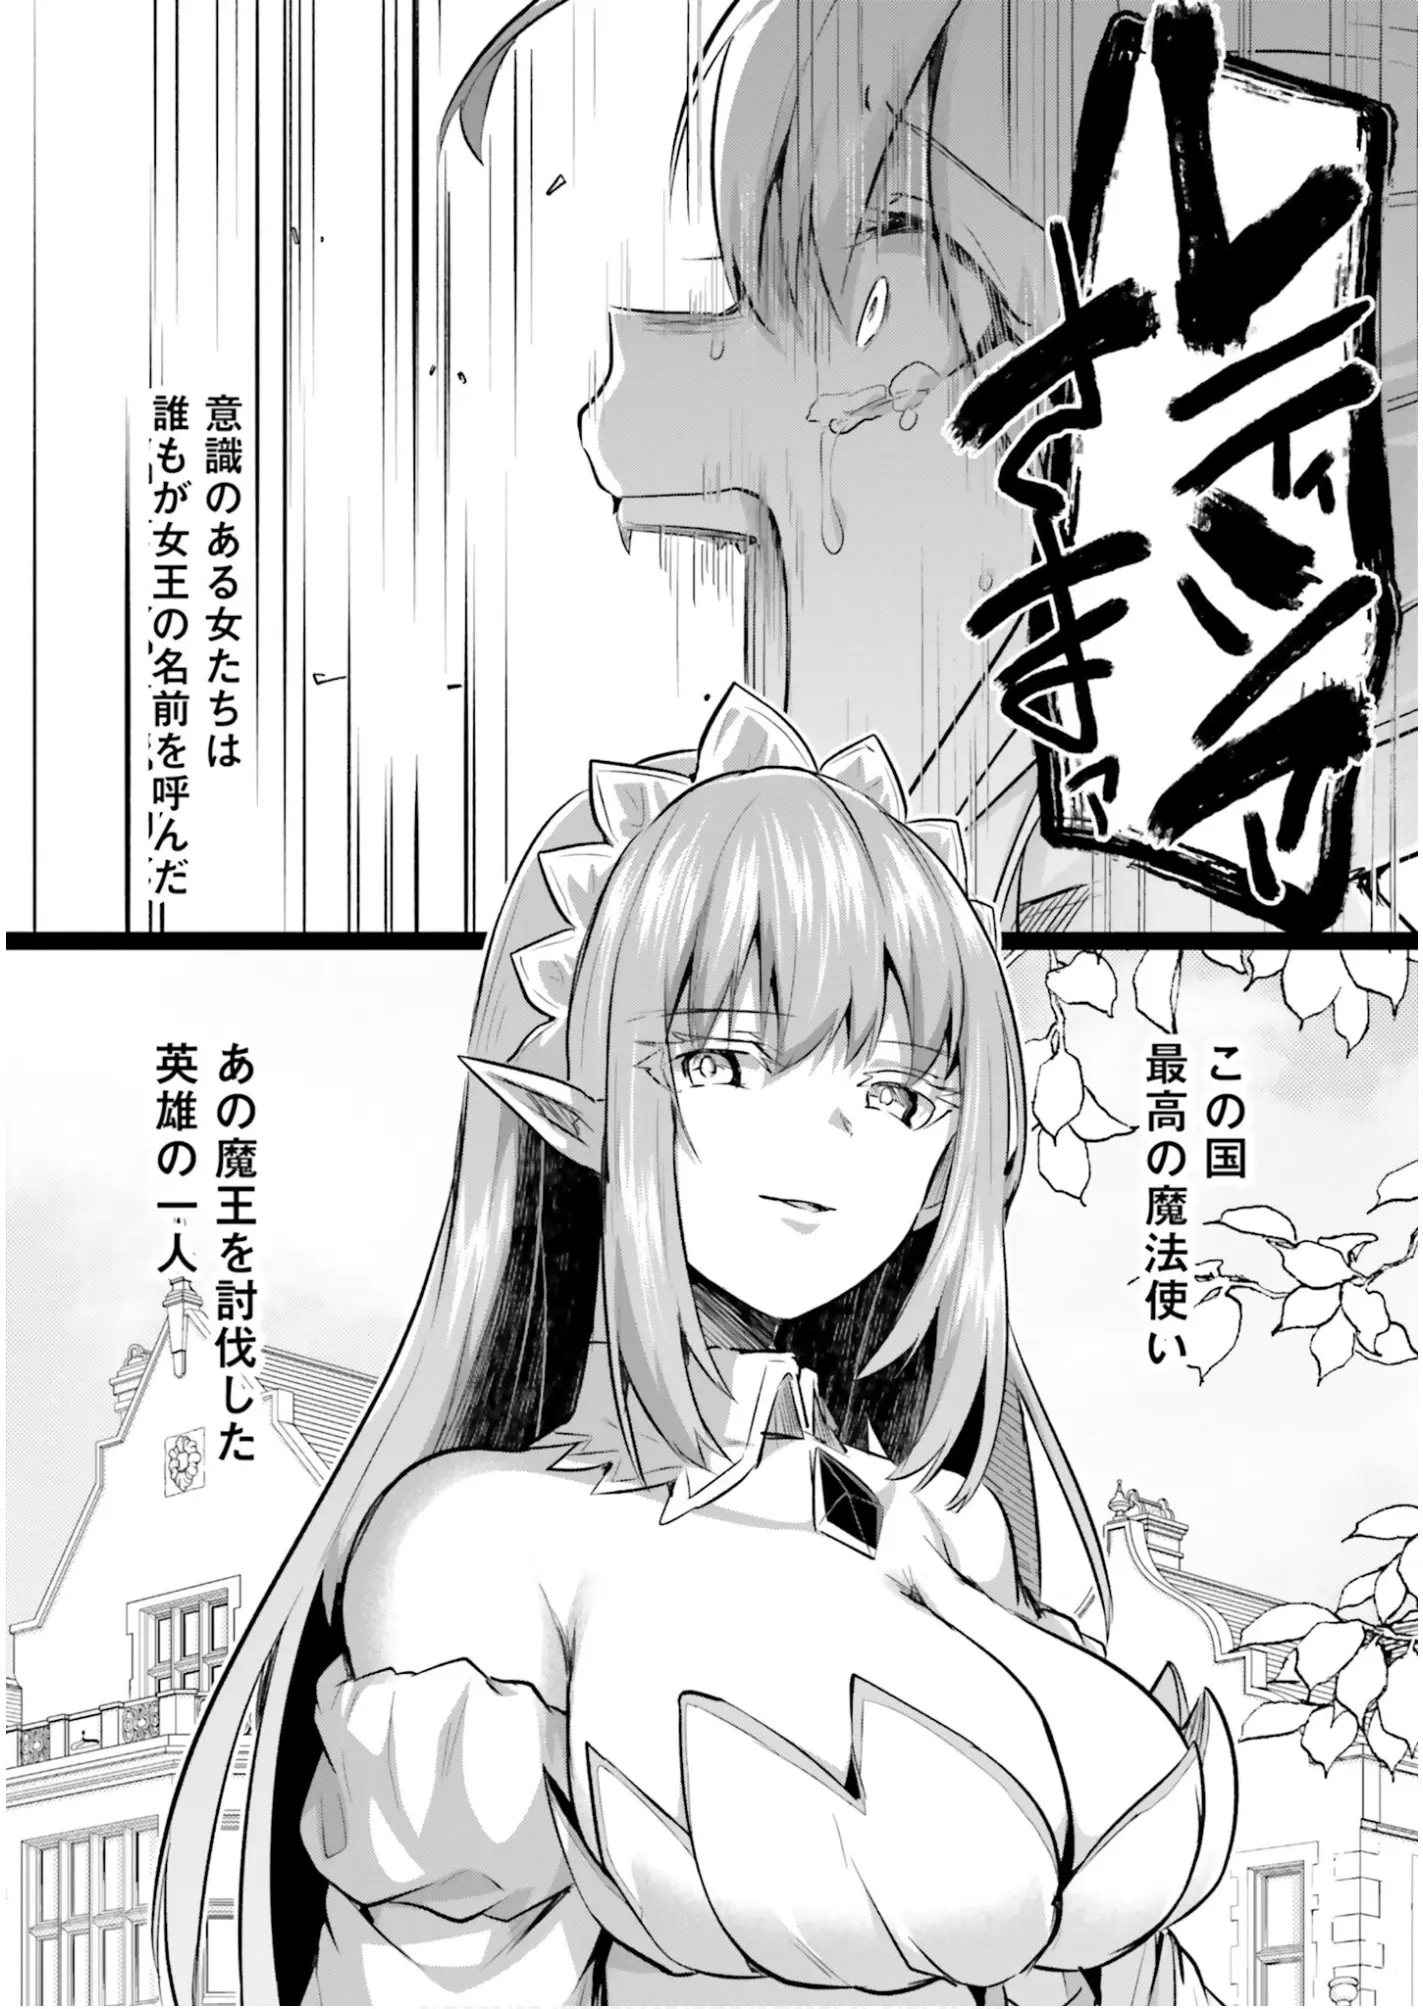 レティシア
さまァ
意識のある女たちは
誰もが女王の名前を呼んだ
この国
最高の魔法使い
あの魔王を討伐した
英雄の一人